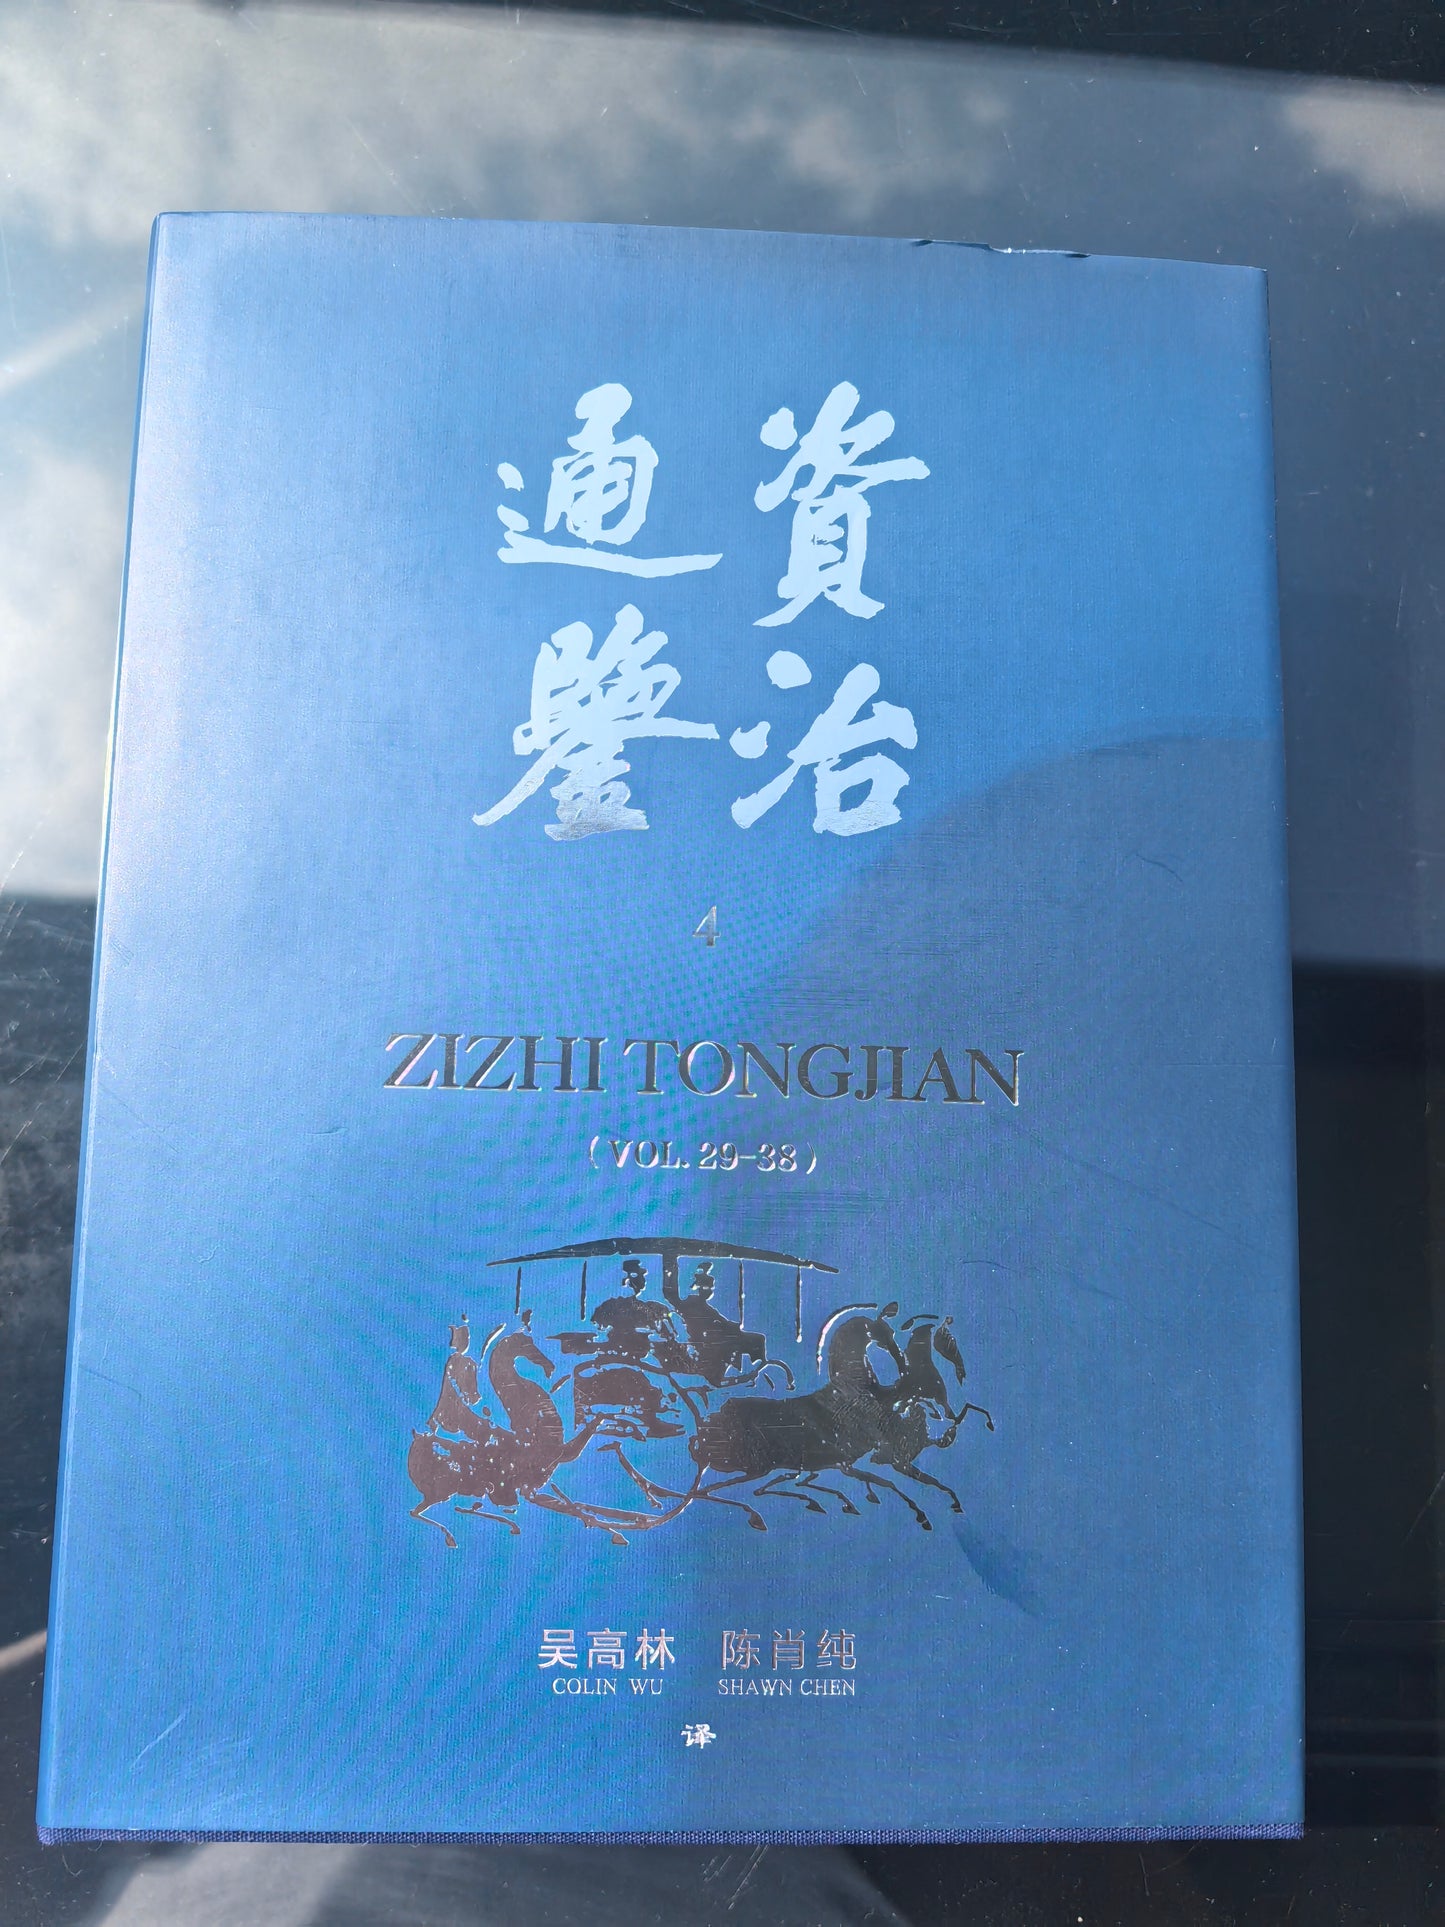 資治
通鑒
4
ZIZHI TONGJIAN
(VOL. 29-38)
吴高林 陈肖纯
COLIN WU SHAWN CHEN
译